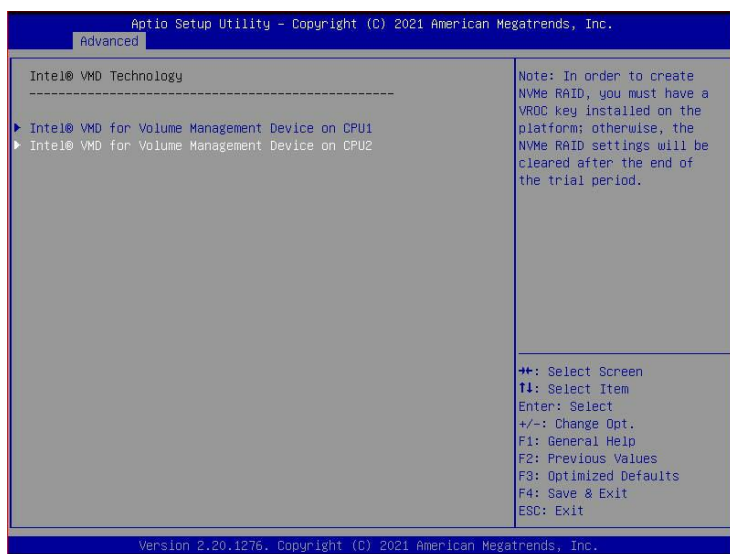 Aptio Setup Utility – Copyright (C) 2021 American Megatrends, Inc.
Advanced
Intel® VMD Technology
--------------------------------------------------
Intel® VMD for Volume Management Device on CPU1
Intel® VMD for Volume Management Device on CPU2
Note: In order to create
NVMe RAID, you must have a
VROC key installed on the
platform; otherwise, the
NVMe RAID settings will be
cleared after the end of
the trial period.
→←: Select Screen
↑↓: Select Item
Enter: Select
+/-: Change Opt.
F1: General Help
F2: Previous Values
F3: Optimized Defaults
F4: Save & Exit
ESC: Exit
Version 2.20.1276. Copyright (C) 2021 American Megatrends, Inc.